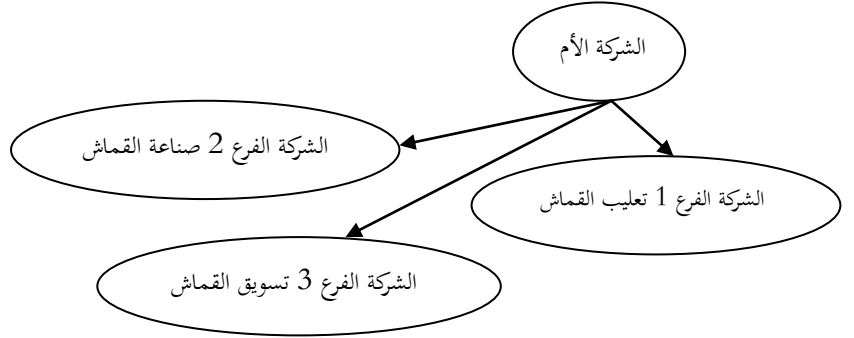 الشركة الأم
الشركة الفرع 2 صناعة القماش
الشركة الفرع 1 تعليب القماش
الشركة الفرع 3 تسويق القماش